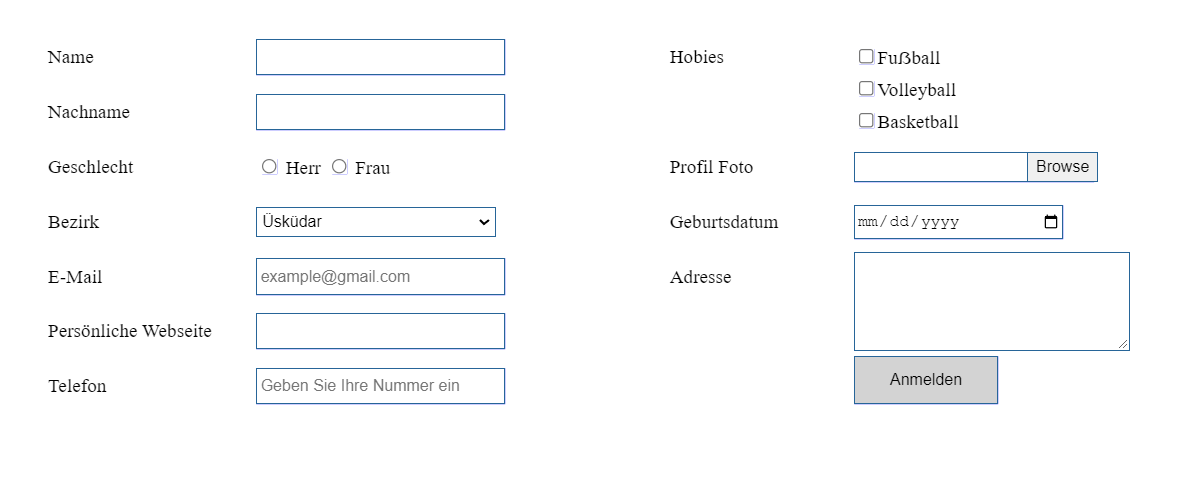 Name
Nachname
Geschlecht
Herr Frau
Bezirk
Üsküdar
E-Mail
example@gmail.com
Persönliche Webseite
Telefon
Geben Sie Ihre Nummer ein
Hobies
Fußball
Volleyball
Basketball
Profil Foto
Browse
Geburtsdatum
mm/dd/yyyy
Adresse
Anmelden